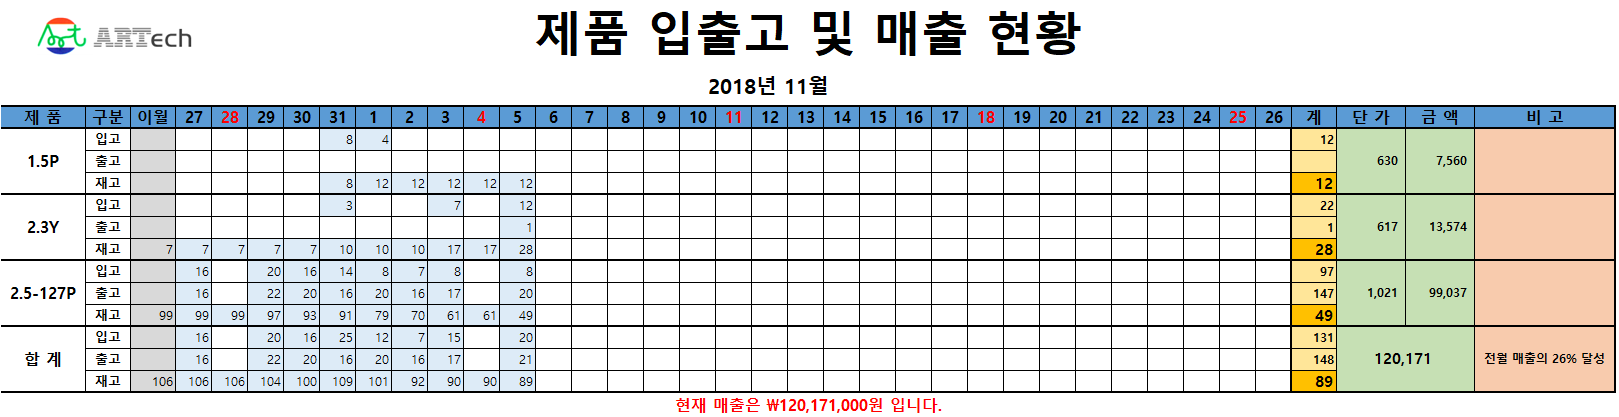 Art ARTech
제품 입출고 및 매출 현황
2018년 11월
제 품 구분 이월 27 28 29 30 31 1 2 3 4 5 6 7 8 9 10 11 12 13 14 15 16 17 18 19 20 21 22 23 24 25 26 계 단 가 금 액 비 고
1.5P 입고 8 4 12 630 7,560
출고
재고 8 12 12 12 12 12 12
2.3Y 입고 3 7 12 22 617 13,574
출고 1 1
재고 7 7 7 7 7 10 10 10 17 17 28 28
2.5-127P 입고 16 20 16 14 8 7 8 8 97 1,021 99,037
출고 16 22 20 16 20 16 17 20 147
재고 99 99 99 97 93 91 79 70 61 61 49 49
합 계 입고 16 20 16 25 12 7 15 20 131 120,171 전월 매출의 26% 달성
출고 16 22 20 16 20 16 17 21 148
재고 106 106 106 104 100 109 101 92 90 90 89 89
현재 매출은 ₩120,171,000원 입니다.